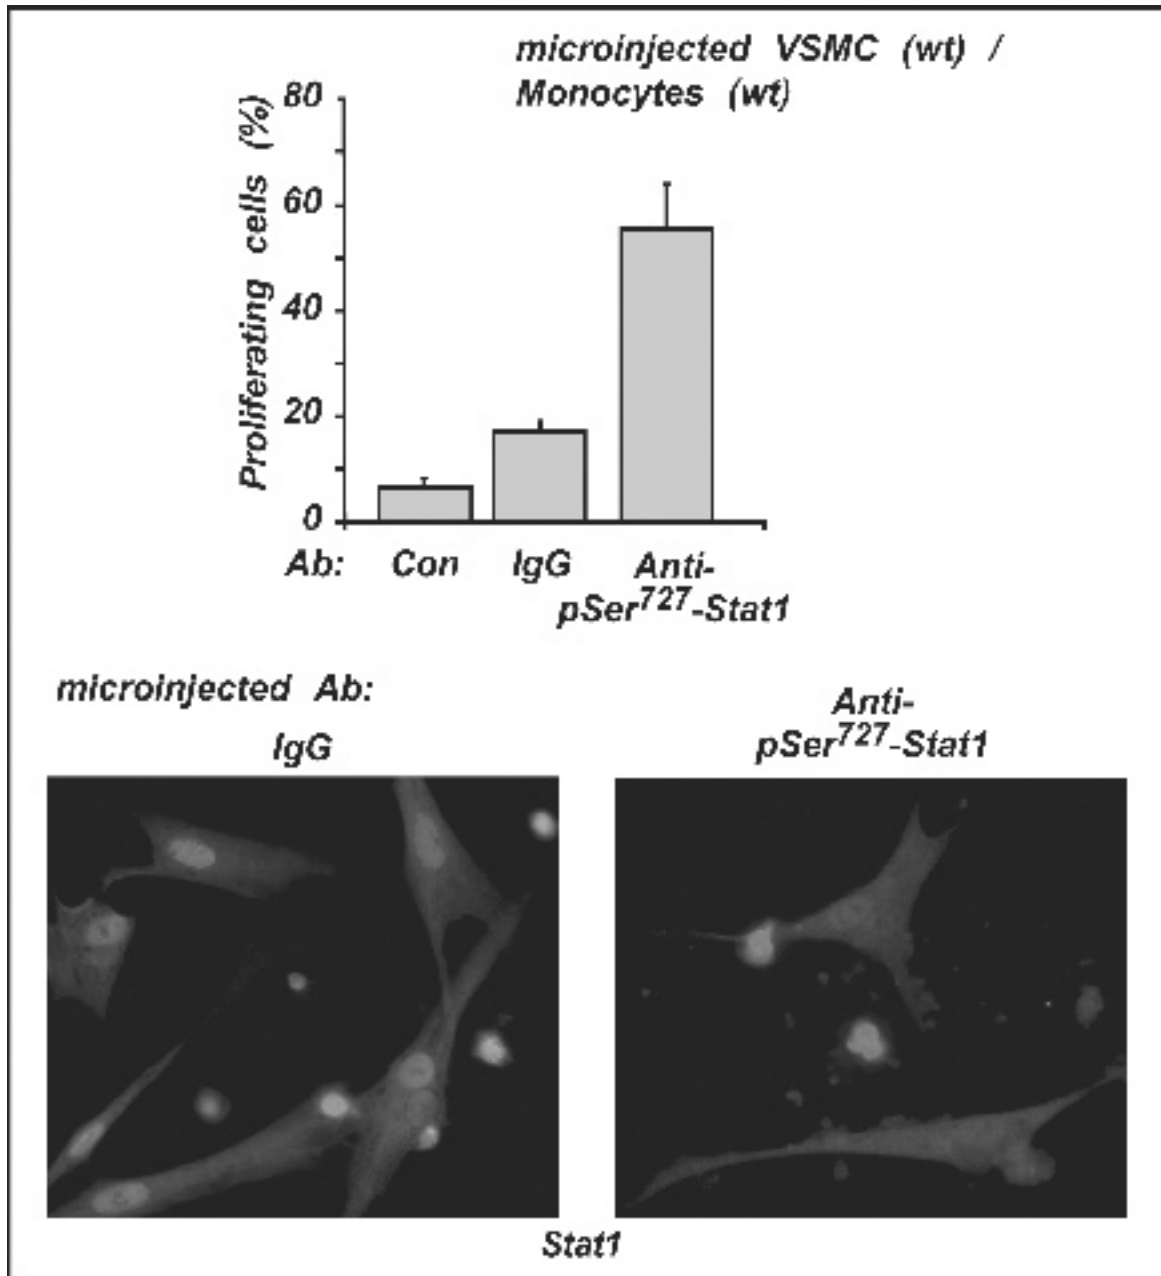 microinjected VSMC (wt) /
Monocytes (wt)
Proliferating cells (%)
80
60
40
20
0
Ab: Con IgG Anti-
pSer727-Stat1
microinjected Ab:
IgG
Anti-
pSer727-Stat1
Stat1